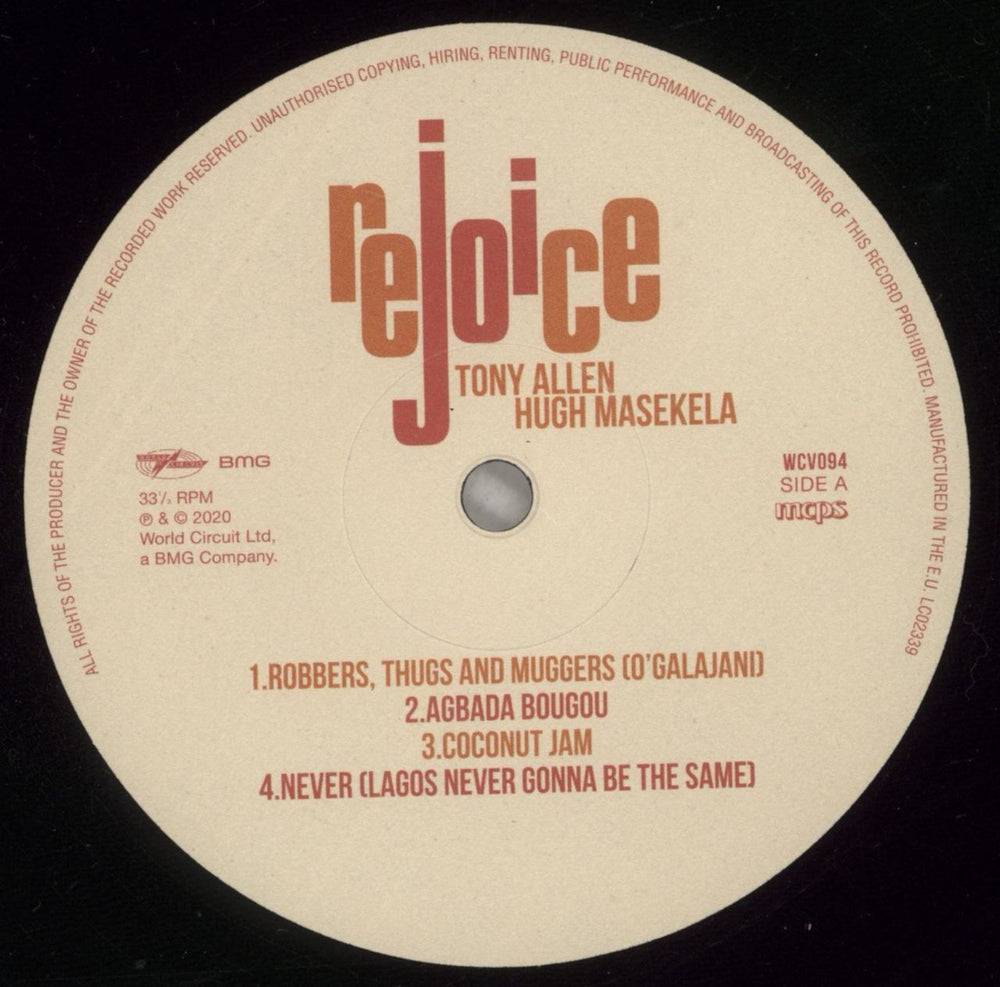 ALL RIGHTS OF THE PRODUCER AND THE OWNER OF THE RECORDED WORK RESERVED. UNAUTHORISED COPYING, HIRING, RENTING, PUBLIC PERFORMANCE AND BROADCASTING OF THIS RECORD PROHIBITED. MANUFACTURED IN THE E.U. LC02339
rejoice
TONY ALLEN
HUGH MASEKELA
WORLD CIRCUIT BMG
33⅓ RPM
℗ & © 2020
World Circuit Ltd,
a BMG Company.
WCV094
SIDE A
mcps
1.ROBBERS, THUGS AND MUGGERS (O'GALAJANI)
2.AGBADA BOUGOU
3.COCONUT JAM
4.NEVER (LAGOS NEVER GONNA BE THE SAME)